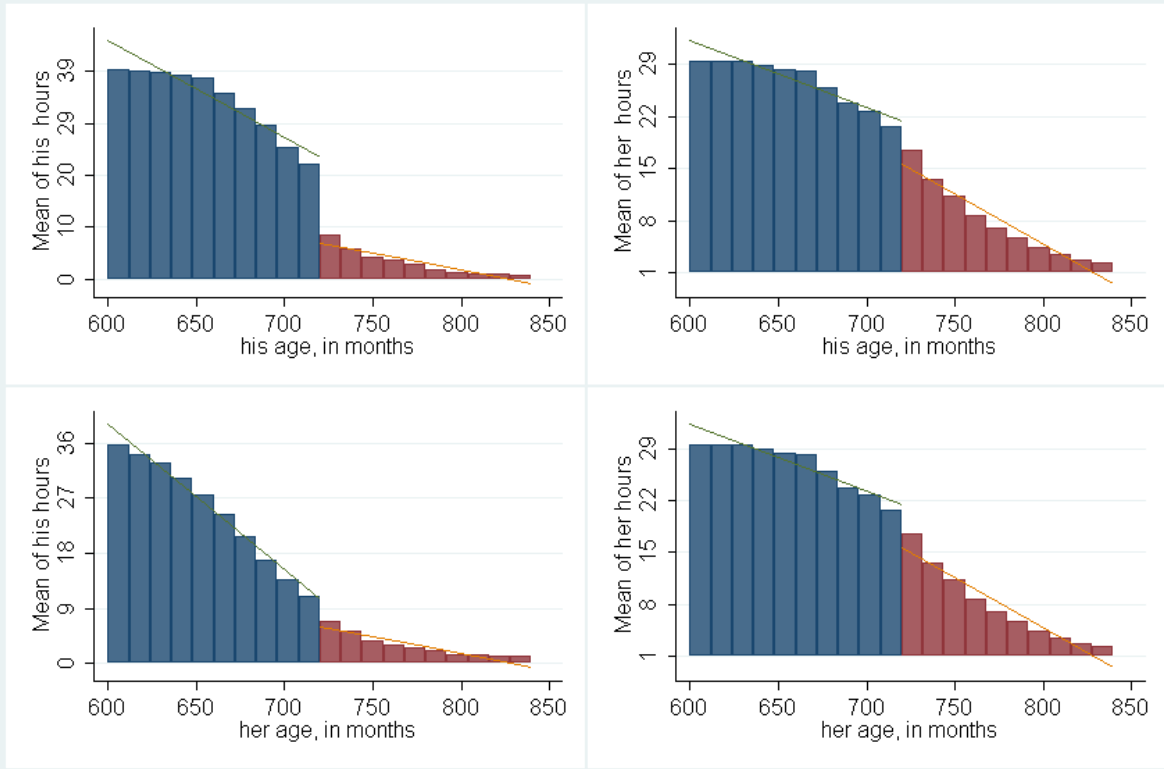 Mean of his hours
39
29
20
10
0
600 650 700 750 800 850
his age, in months
Mean of her hours
29
22
15
8
1
600 650 700 750 800 850
his age, in months
Mean of his hours
36
27
18
9
0
600 650 700 750 800 850
her age, in months
Mean of her hours
29
22
15
8
1
600 650 700 750 800 850
her age, in months